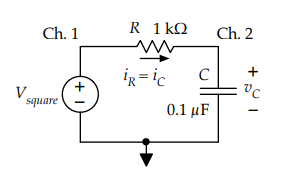 Ch. 1
R 1 kΩ
Ch. 2
i_R = i_C
C
+
v_C
−
V_square
+
−
0.1 μF